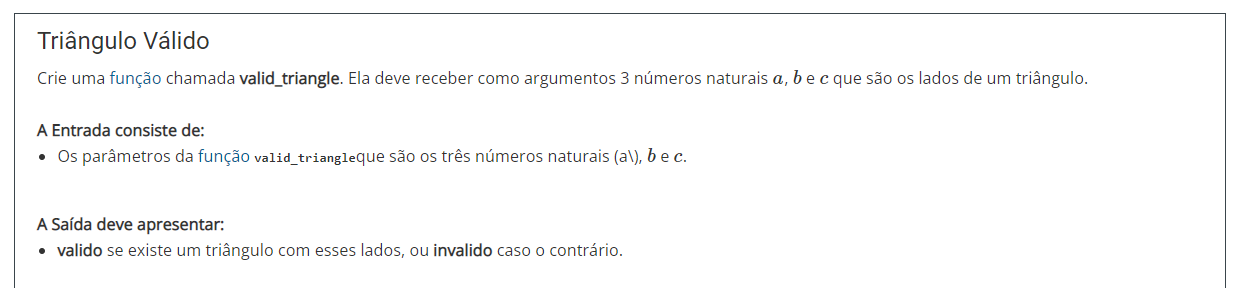 Triângulo Válido
Crie uma função chamada valid_triangle. Ela deve receber como argumentos 3 números naturais a, b e c que são os lados de um triângulo.
A Entrada consiste de:
• Os parâmetros da função valid_triangleque são os três números naturais (a\), b e c.
A Saída deve apresentar:
• valido se existe um triângulo com esses lados, ou invalido caso o contrário.